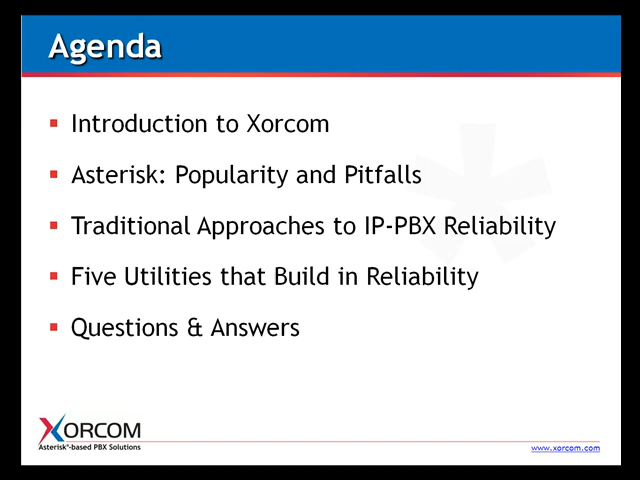 Agenda
Introduction to Xorcom
Asterisk: Popularity and Pitfalls
Traditional Approaches to IP-PBX Reliability
Five Utilities that Build in Reliability
Questions & Answers
XORCOM
Asterisk®-based PBX Solutions
www.xorcom.com